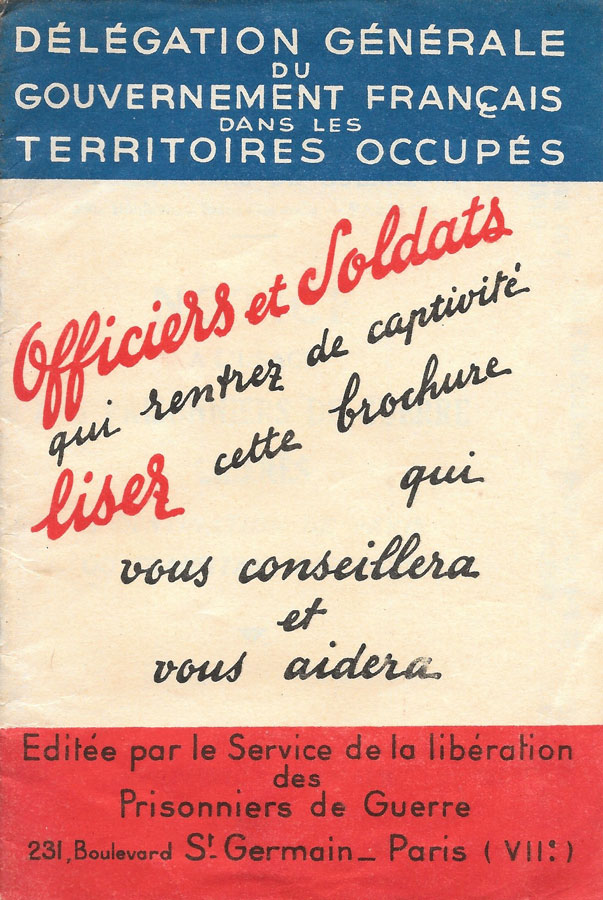 DÉLÉGATION GÉNÉRALE
DU
GOUVERNEMENT FRANÇAIS
DANS LES
TERRITOIRES OCCUPÉS
Officiers et Soldats
qui rentrez de captivité
lisez cette brochure
qui
vous conseillera
et
vous aidera
Editée par le Service de la libération
des
Prisonniers de Guerre
231, Boulevard St. Germain_ Paris (VIIe)